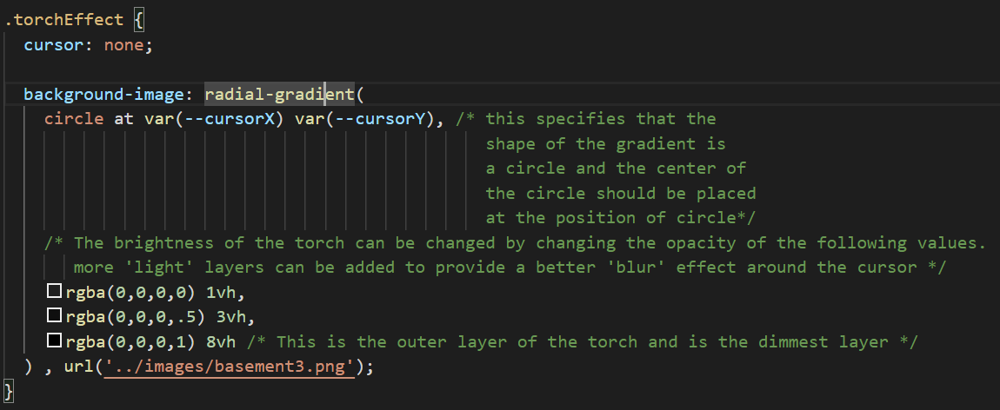 .torchEffect {
cursor: none;
background-image: radial-gradient(
circle at var(--cursorX) var(--cursorY), /* this specifies that the
shape of the gradient is
a circle and the center of
the circle should be placed
at the position of circle*/
/* The brightness of the torch can be changed by changing the opacity of the following values.
more 'light' layers can be added to provide a better 'blur' effect around the cursor */
rgba(0,0,0,0) 1vh,
rgba(0,0,0,.5) 3vh,
rgba(0,0,0,1) 8vh /* This is the outer layer of the torch and is the dimmest layer */
) , url('../images/basement3.png');
}